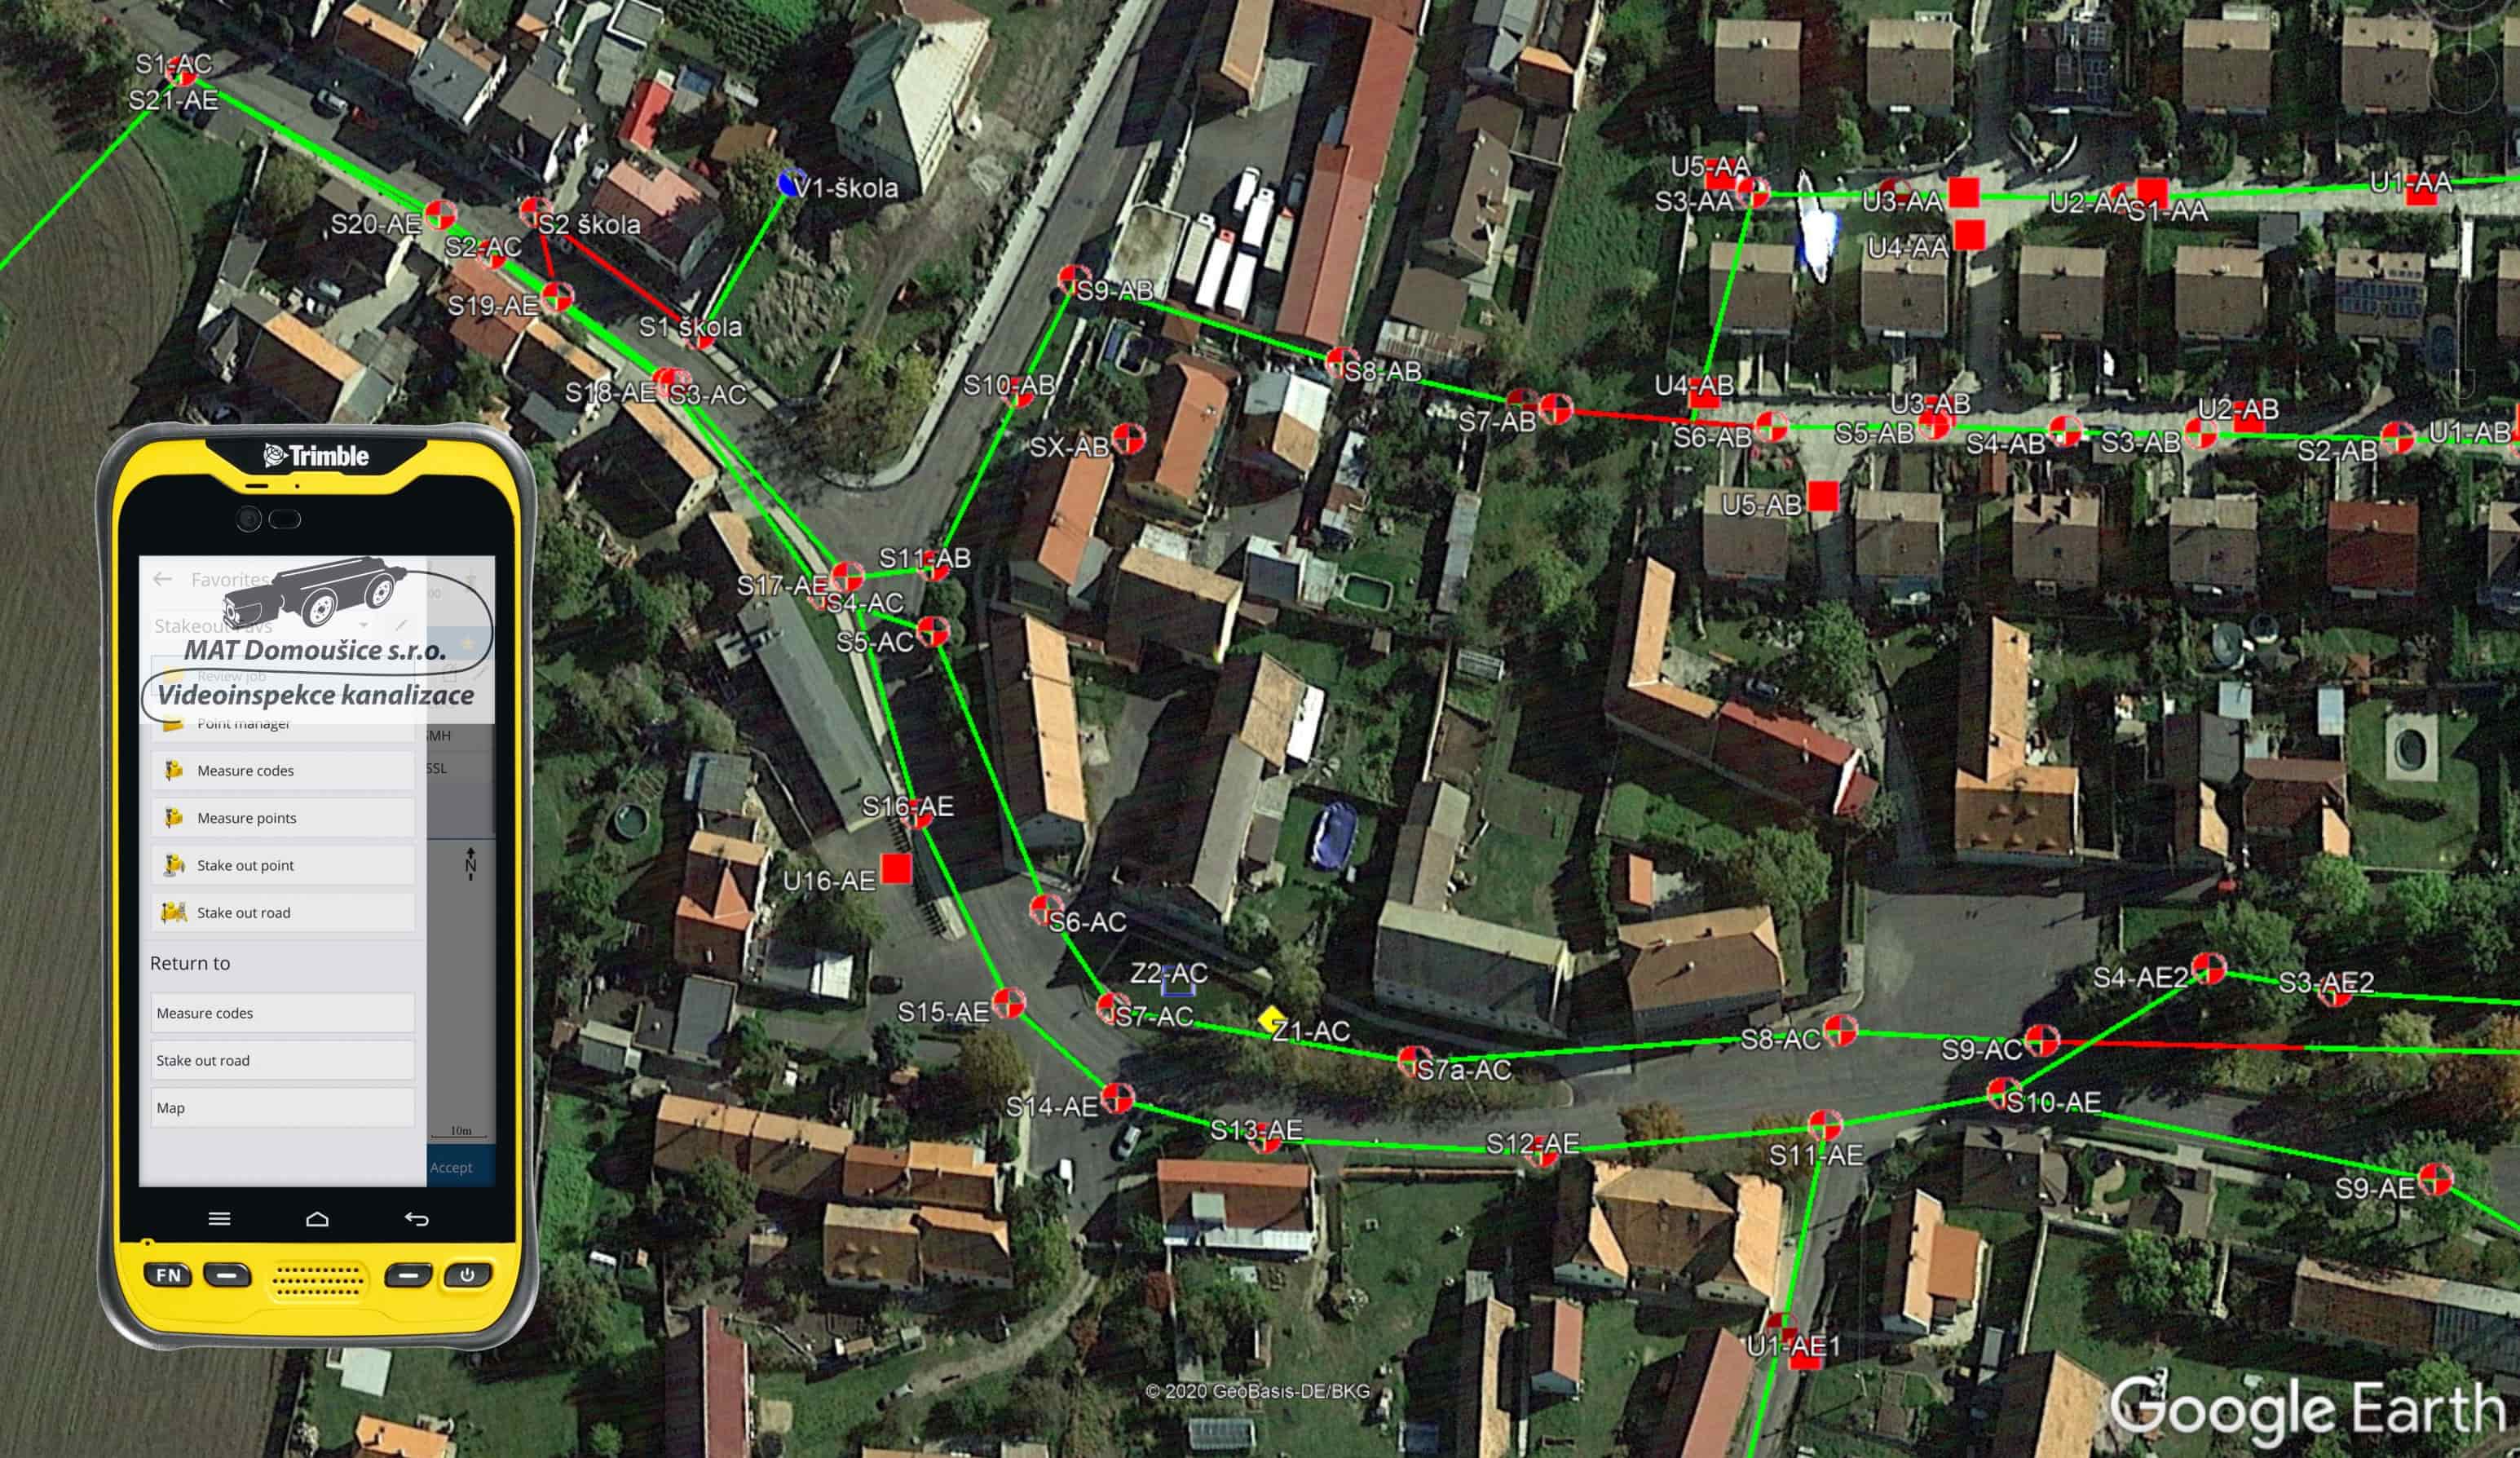 S1-AC
S21-AE
S20-AE
S2 škola
S2-AC
S19-AE
S1 škola
V1-škola
S18-AE
S3-AC
S9-AB
S10-AB
S8-AB
SX-AB
S7-AB
U5-AA
S3-AA
U3-AA
U4-AA
U2-AA
S1-AA
U1-AA
U4-AB
S6-AB
S5-AB
U3-AB
S4-AB
S3-AB
U2-AB
S2-AB
U1-AB
U5-AB
S11-AB
S17-AE
S4-AC
S5-AC
S16-AE
U16-AE
S6-AC
S15-AE
Z2-AC
S7-AC
Z1-AC
S7a-AC
S8-AC
S9-AC
S4-AE2
S3-AE2
S14-AE
S13-AE
S12-AE
S11-AE
S10-AE
S9-AE
U1-AE1
Trimble
Favorites
Stakeout Favs
MAT Domoušice s.r.o.
Review job
Videoinspekce kanalizace
Point manager
Measure codes
Measure points
Stake out point
Stake out road
Return to
Measure codes
Stake out road
Map
N
10m
Accept
FN
© 2020 GeoBasis-DE/BKG
Google Earth